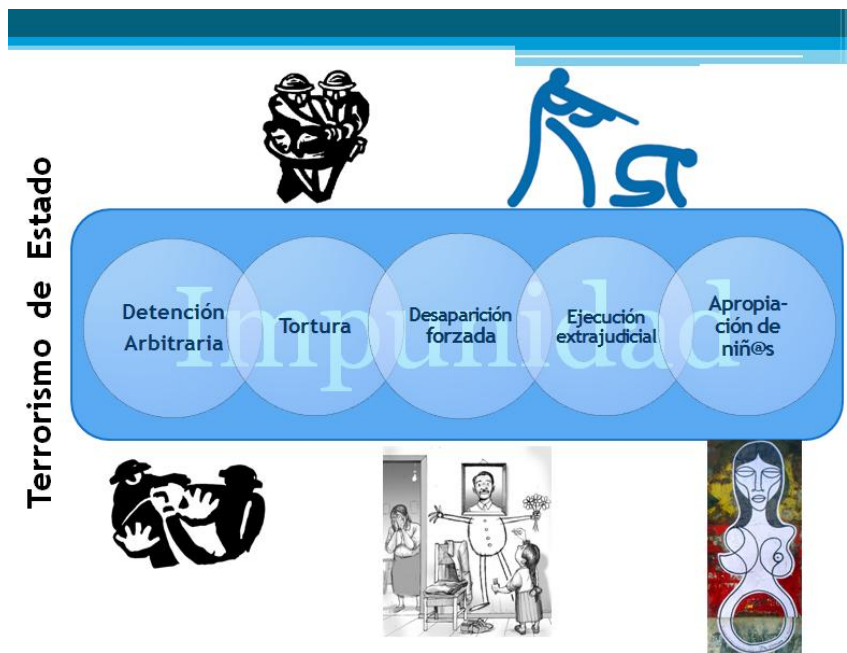 Terrorismo de Estado
Impunidad
Detención
Arbitraria
Tortura
Desaparición
forzada
Ejecución
extrajudicial
Apropia-
ción de
niñ@s